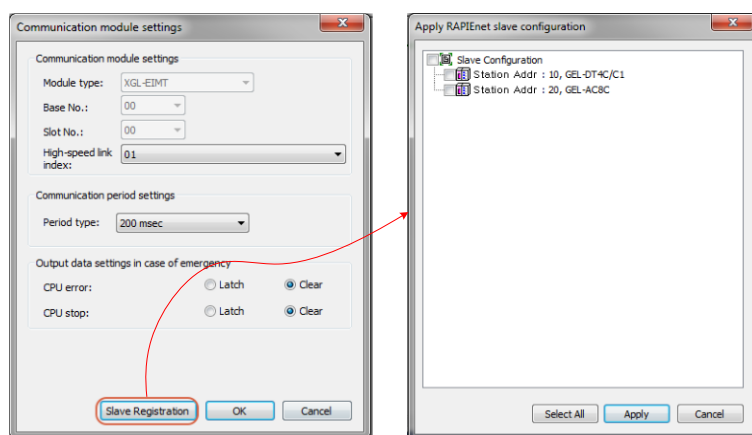 Communication module settings
Communication module settings
Module type: XGL-EIMT
Base No.: 00
Slot No.: 00
High-speed link index: 01
Communication period settings
Period type: 200 msec
Output data settings in case of emergency
CPU error: Latch Clear
CPU stop: Latch Clear
Slave Registration OK Cancel
Apply RAPIEnet slave configuration
Slave Configuration
Station Addr : 10, GEL-DT4C/C1
Station Addr : 20, GEL-AC8C
Select All Apply Cancel